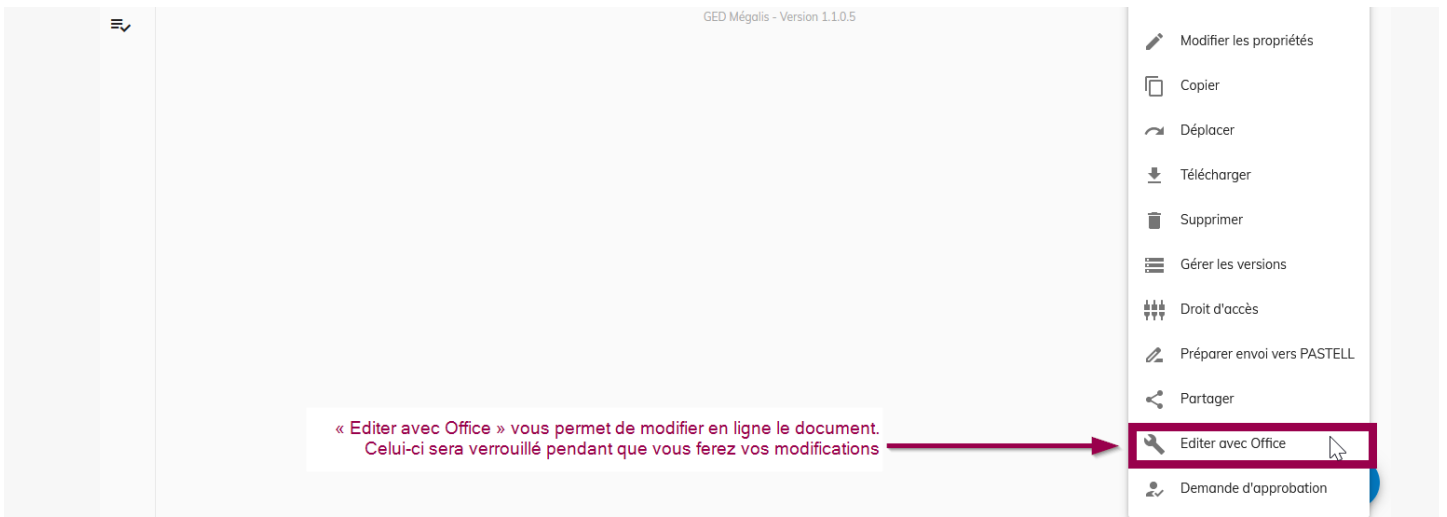 GED Mégalis - Version 1.1.0.5
Modifier les propriétés
Copier
Déplacer
Télécharger
Supprimer
Gérer les versions
Droit d'accès
Préparer envoi vers PASTELL
Partager
« Editer avec Office » vous permet de modifier en ligne le document.
Celui-ci sera verrouillé pendant que vous ferez vos modifications
Editer avec Office
Demande d'approbation